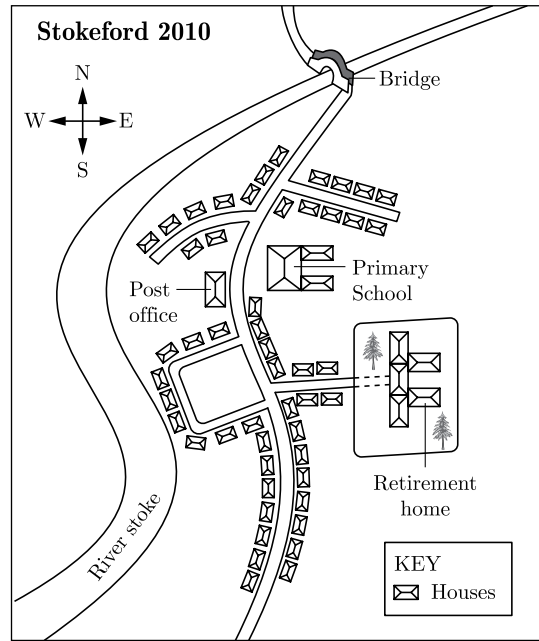 Stokeford 2010
N
W E
S
Bridge
Primary
School
Post
office
Retirement
home
River stoke
KEY
Houses